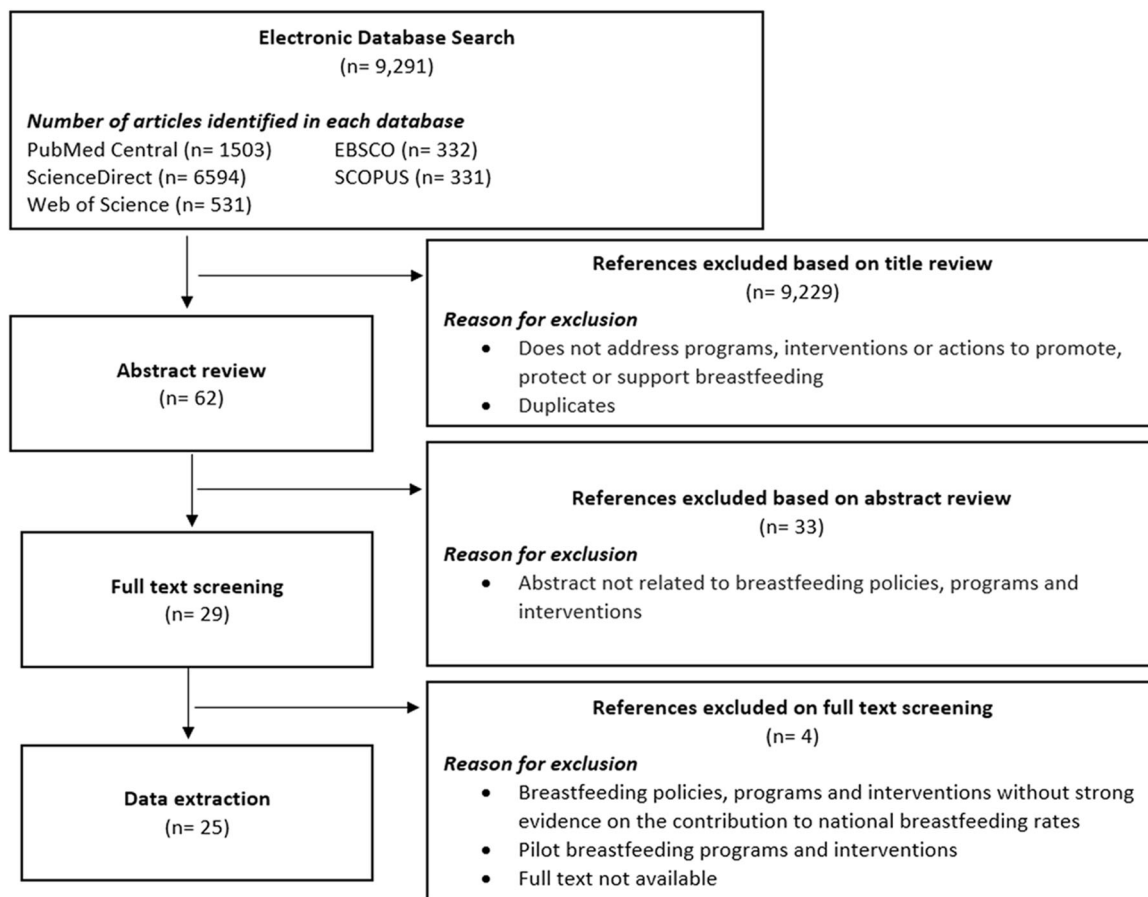 Electronic Database Search
(n= 9,291)
Number of articles identified in each database
PubMed Central (n= 1503) EBSCO (n= 332)
ScienceDirect (n= 6594) SCOPUS (n= 331)
Web of Science (n= 531)
References excluded based on title review
(n= 9,229)
Reason for exclusion
• Does not address programs, interventions or actions to promote,
protect or support breastfeeding
• Duplicates
Abstract review
(n= 62)
References excluded based on abstract review
(n= 33)
Reason for exclusion
• Abstract not related to breastfeeding policies, programs and
interventions
Full text screening
(n= 29)
References excluded on full text screening
(n= 4)
Reason for exclusion
• Breastfeeding policies, programs and interventions without strong
evidence on the contribution to national breastfeeding rates
• Pilot breastfeeding programs and interventions
• Full text not available
Data extraction
(n= 25)